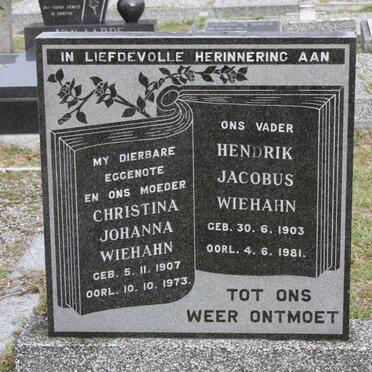 IN LIEFDEVOLLE HERINNERING AAN
MY DIERBARE
EGGENOTE
EN ONS MOEDER
CHRISTINA
JOHANNA
WIEHAHN
GEB. 5. 11. 1907
OORL. 10. 10. 1973.
ONS VADER
HENDRIK
JACOBUS
WIEHAHN
GEB. 30. 6. 1903
OORL. 4. 6. 1981.
TOT ONS
WEER ONTMOET